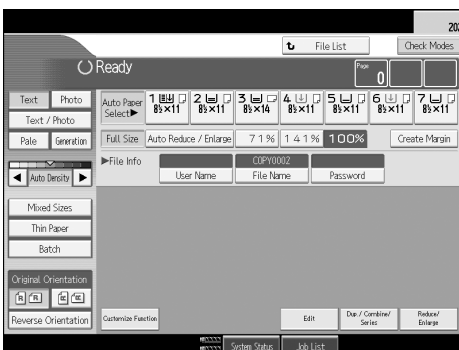 202
File List
Check Modes
Ready
Page
0
Text
Photo
Text / Photo
Pale
Generation
Auto Density
Mixed Sizes
Thin Paper
Batch
Original Orientation
Reverse Orientation
Auto Paper
Select▶
1
8½×11
2
8½×11
3
8½×14
4
8½×11
5
8½×11
6
8½×11
7
8½×11
Full Size
Auto Reduce / Enlarge
71%
141%
100%
Create Margin
▶File Info
COPY0002
User Name
File Name
Password
Customize Function
Edit
Dup./ Combine/
Series
Reduce/
Enlarge
System Status
Job List